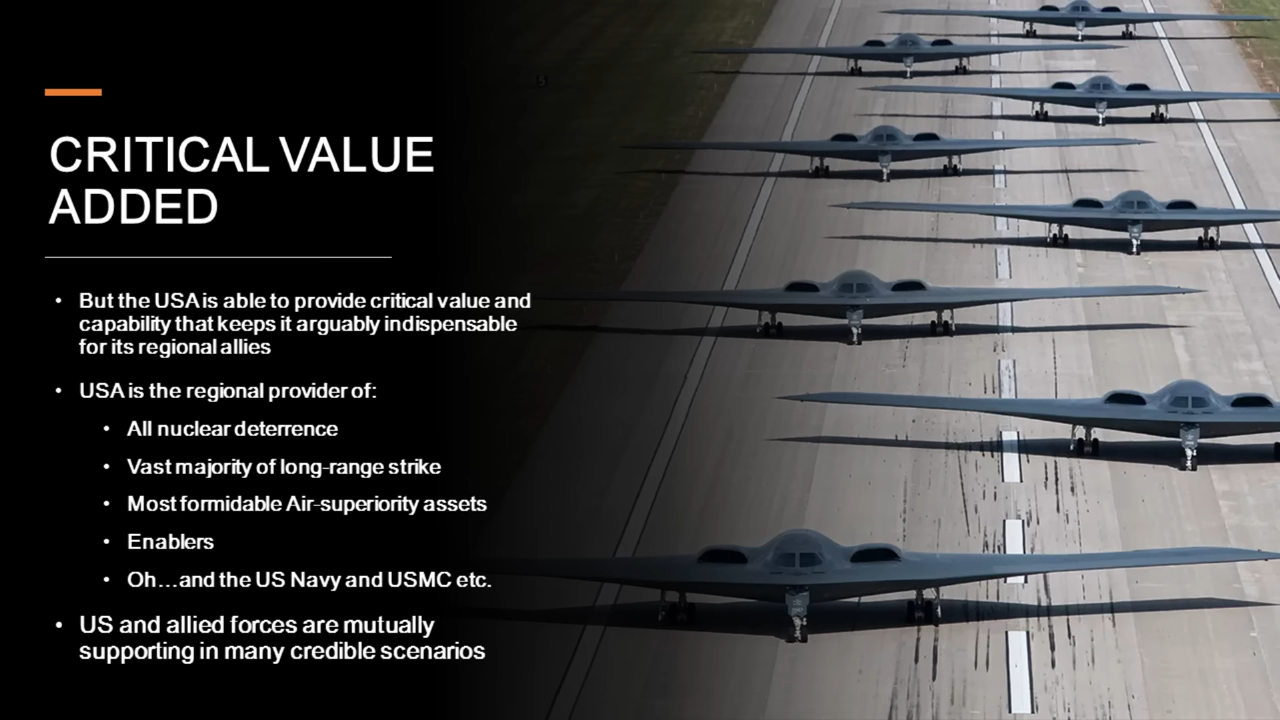 CRITICAL VALUE
ADDED
• But the USA is able to provide critical value and
capability that keeps it arguably indispensable
for its regional allies
• USA is the regional provider of:
• All nuclear deterrence
• Vast majority of long-range strike
• Most formidable Air-superiority assets
• Enablers
• Oh…and the US Navy and USMC etc.
• US and allied forces are mutually
supporting in many credible scenarios